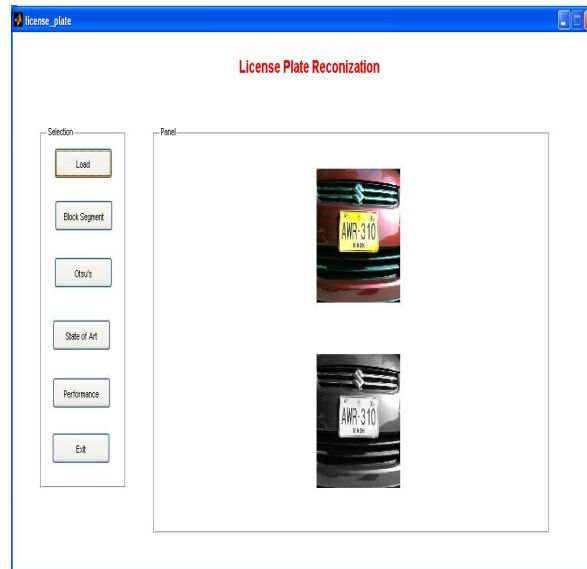 license_plate
License Plate Reconization
Selection
Load
Block Segment
Otsu's
State of Art
Performance
Exit
Panel
AWR-310
AWR-310